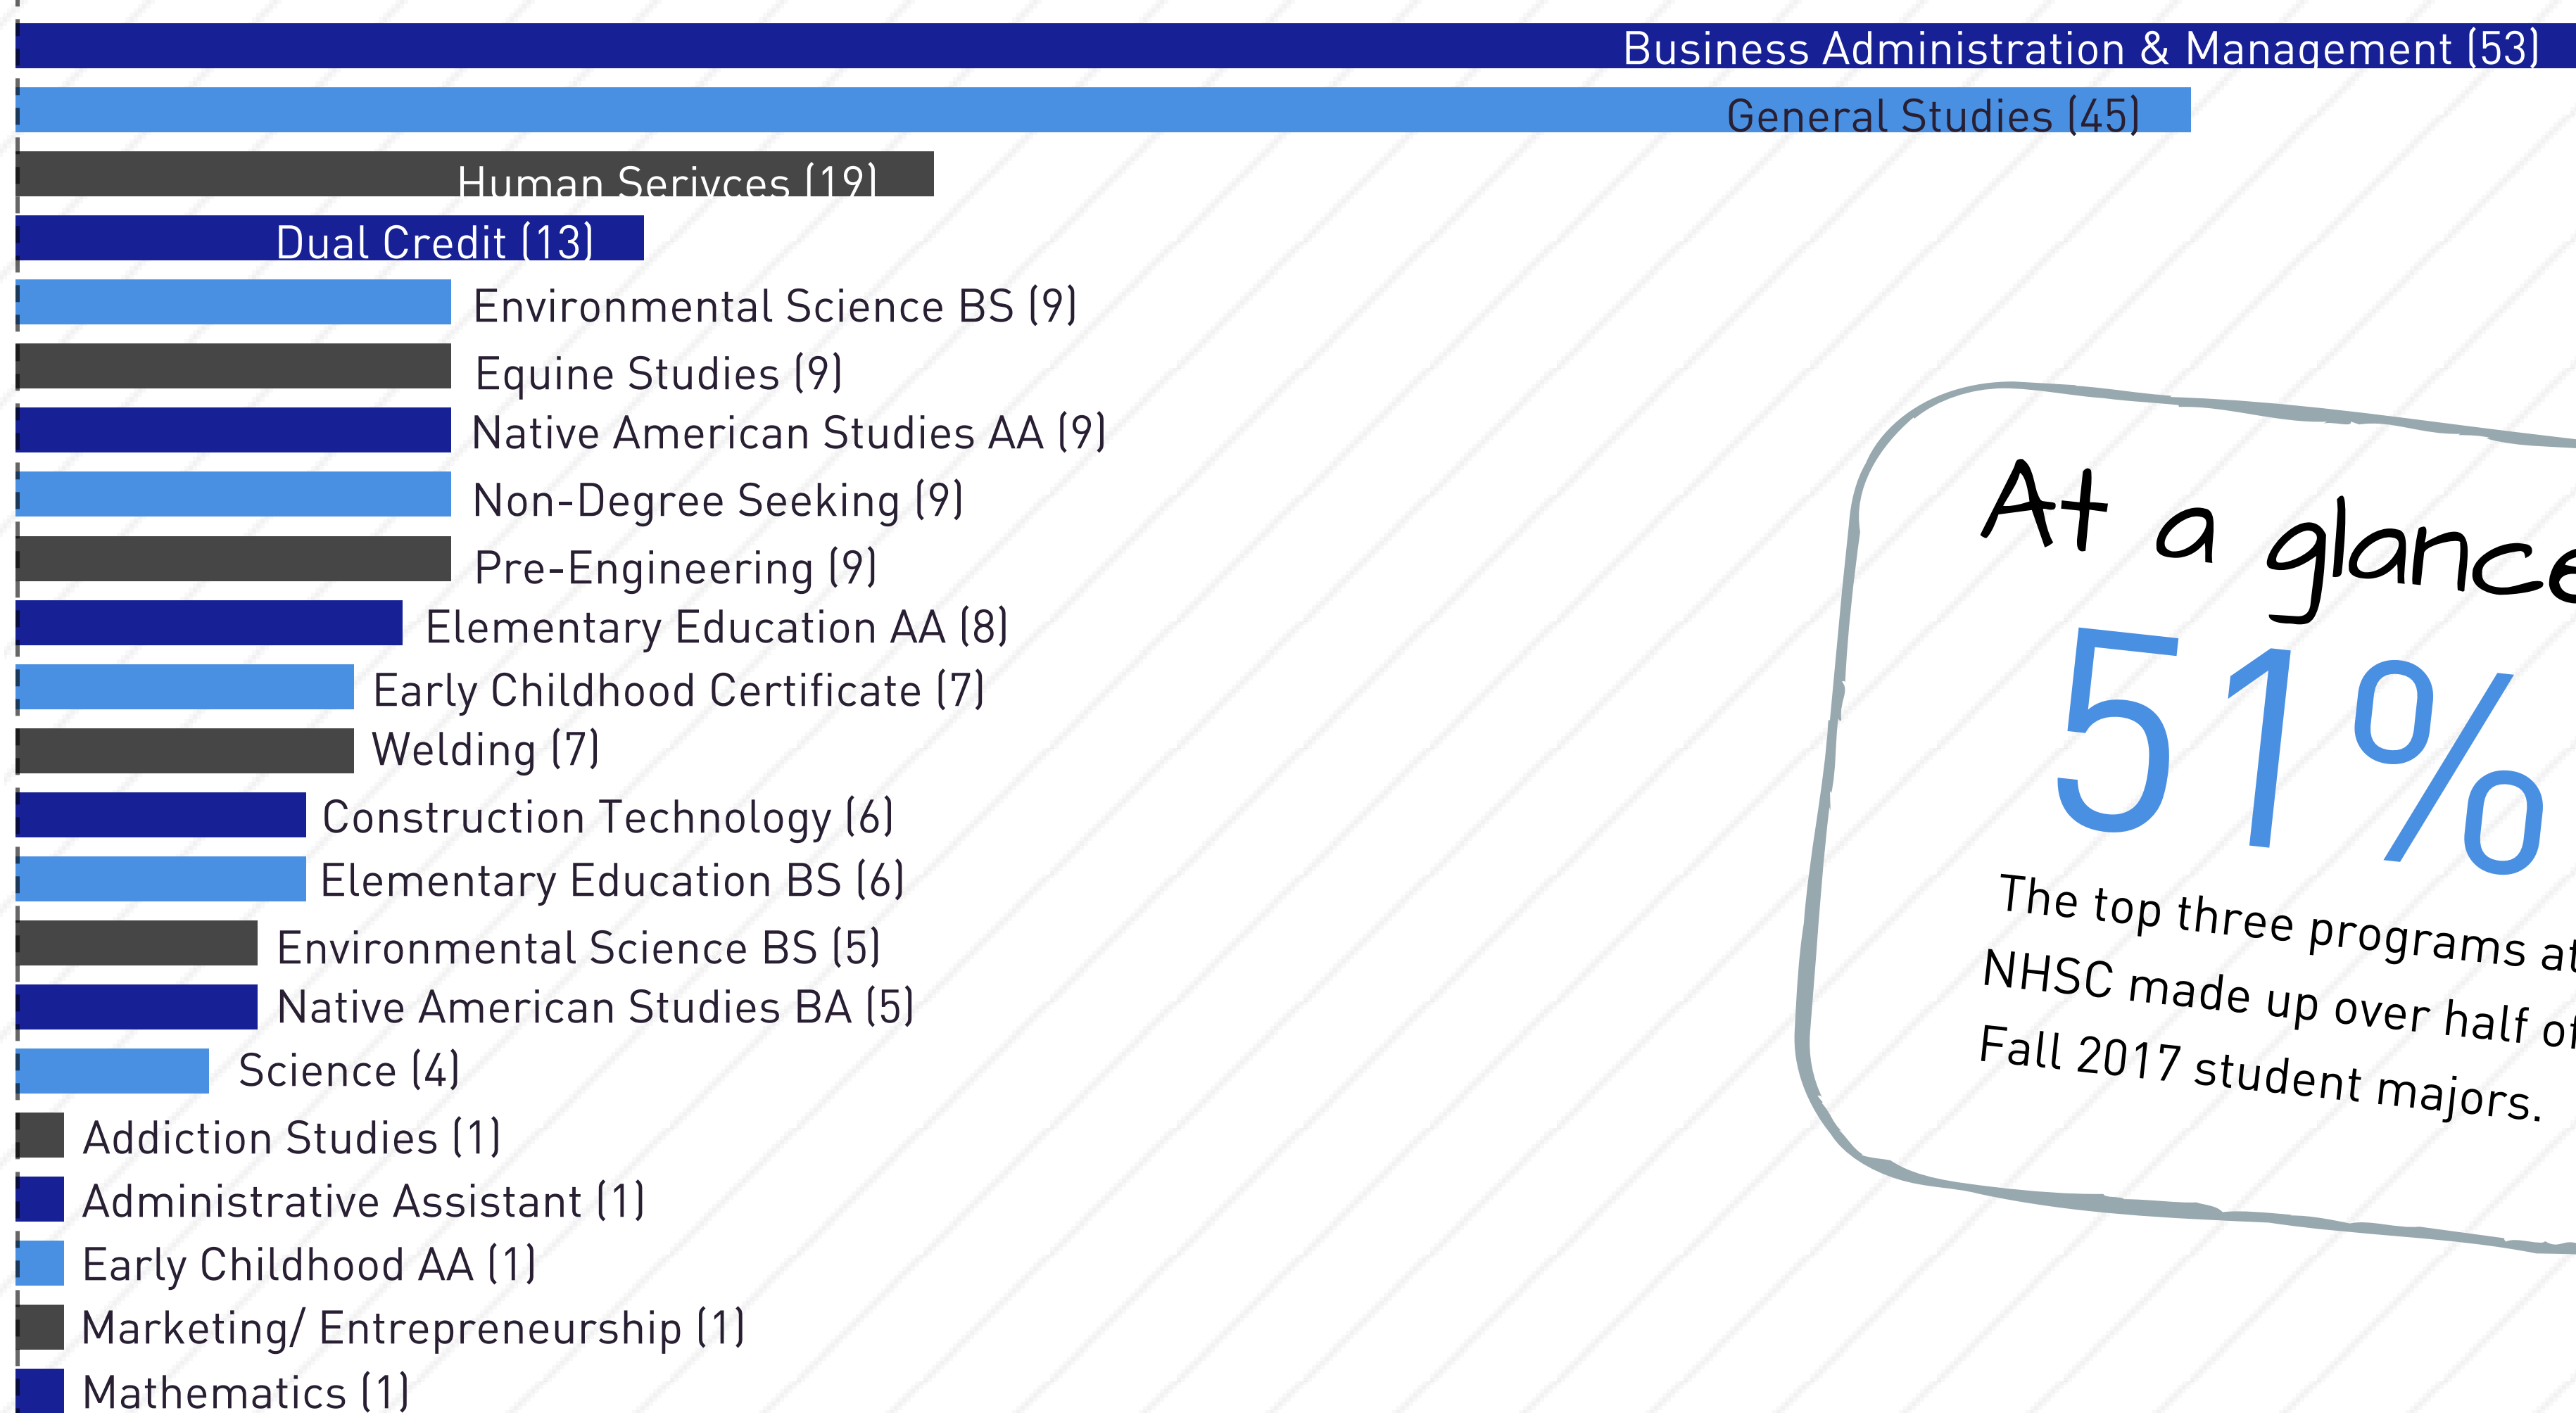 Business Administration & Management (53)
General Studies (45)
Human Serivces (19)
Dual Credit (13)
Environmental Science BS (9)
Equine Studies (9)
Native American Studies AA (9)
Non-Degree Seeking (9)
Pre-Engineering (9)
Elementary Education AA (8)
Early Childhood Certificate (7)
Welding (7)
Construction Technology (6)
Elementary Education BS (6)
Environmental Science BS (5)
Native American Studies BA (5)
Science (4)
Addiction Studies (1)
Administrative Assistant (1)
Early Childhood AA (1)
Marketing/ Entrepreneurship (1)
Mathematics (1)
At a glance
51%
The top three programs at
NHSC made up over half of
Fall 2017 student majors.